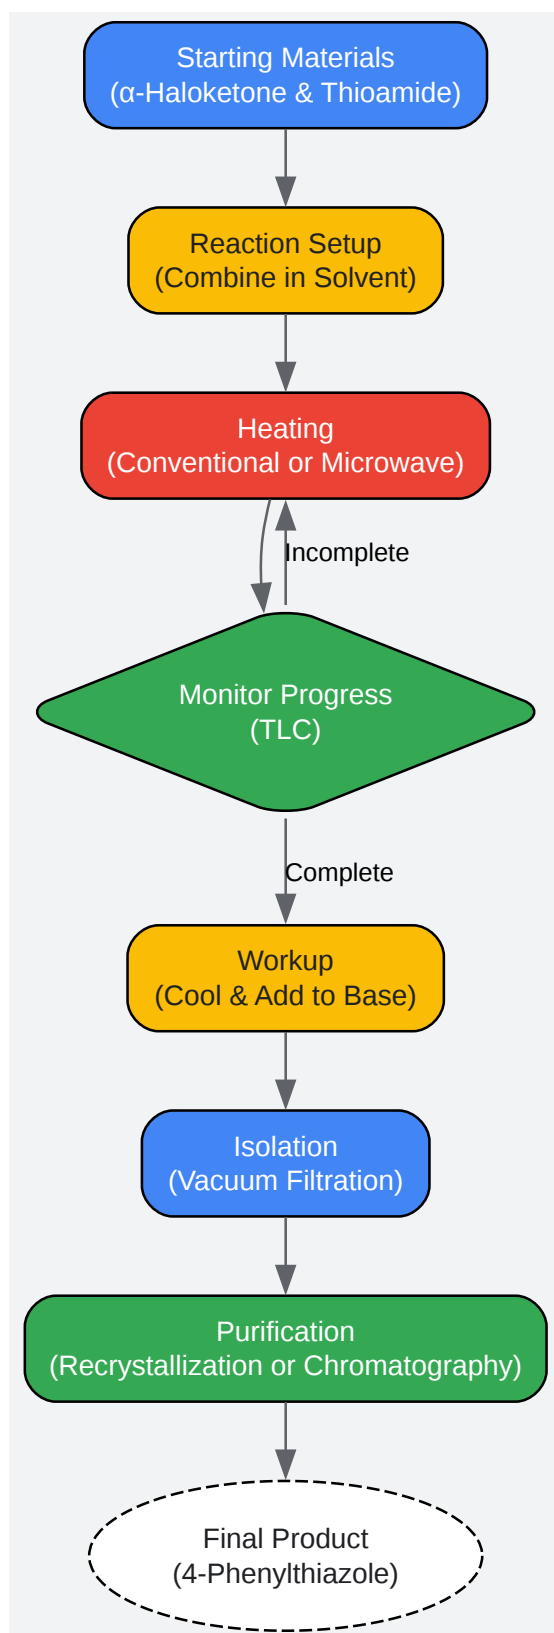 Starting Materials
(α-Haloketone & Thioamide)
Reaction Setup
(Combine in Solvent)
Heating
(Conventional or Microwave)
Incomplete
Monitor Progress
(TLC)
Complete
Workup
(Cool & Add to Base)
Isolation
(Vacuum Filtration)
Purification
(Recrystallization or Chromatography)
Final Product
(4-Phenylthiazole)